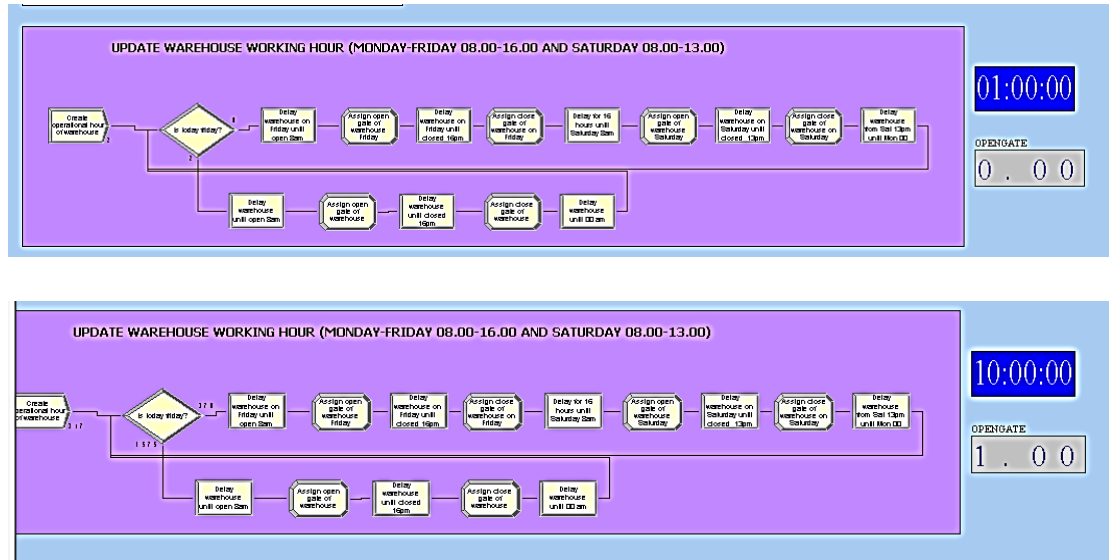 UPDATE WAREHOUSE WORKING HOUR (MONDAY-FRIDAY 08.00-16.00 AND SATURDAY 08.00-13.00)
01:00:00
OPENGATE
0.00
Create
operational hour
of warehouse
2
Is today friday?
0
2
Delay
warehouse on
Friday until
open 8am
Assign open
gate of
warehouse
Friday
Delay
warehouse on
Friday until
closed 16pm
Assign close
gate of
warehouse on
Friday
Delay for 16
hours until
Saturday 8am
Assign open
gate of
warehouse
Saturday
Delay
warehouse on
Saturday until
closed 13pm
Assign close
gate of
warehouse on
Saturday
Delay
warehouse
from Sat 13pm
until Mon 00
Delay
warehouse
until open 8am
Assign open
gate of
warehouse
Delay
warehouse
until closed
16pm
Assign close
gate of
warehouse
Delay
warehouse
until 00 am
UPDATE WAREHOUSE WORKING HOUR (MONDAY-FRIDAY 08.00-16.00 AND SATURDAY 08.00-13.00)
10:00:00
OPENGATE
1.00
Create
erational hour
of warehouse
317
Is today friday?
378
1575
Delay
warehouse on
Friday until
open 8am
Assign open
gate of
warehouse
Friday
Delay
warehouse on
Friday until
closed 16pm
Assign close
gate of
warehouse on
Friday
Delay for 16
hours until
Saturday 8am
Assign open
gate of
warehouse
Saturday
Delay
warehouse on
Saturday until
closed 13pm
Assign close
gate of
warehouse on
Saturday
Delay
warehouse
from Sat 13pm
until Mon 00
Delay
warehouse
until open 8am
Assign open
gate of
warehouse
Delay
warehouse
until closed
16pm
Assign close
gate of
warehouse
Delay
warehouse
until 00 am